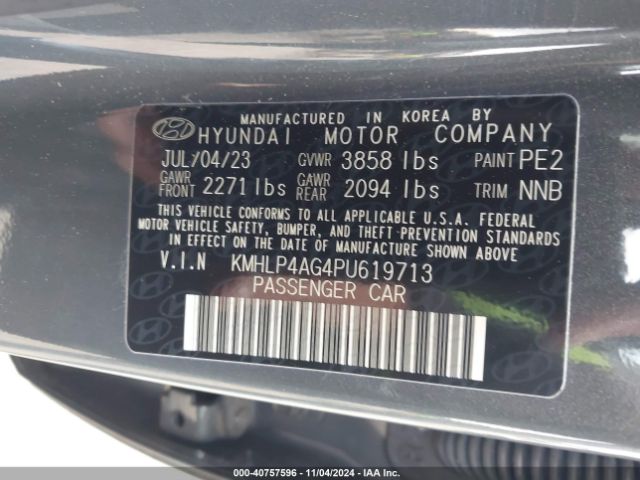 MANUFACTURED IN KOREA BY
HYUNDAI MOTOR COMPANY
JUL/04/23 GVWR 3858 lbs PAINT PE2
GAWR FRONT 2271 lbs GAWR REAR 2094 lbs TRIM NNB
THIS VEHICLE CONFORMS TO ALL APPLICABLE U.S.A. FEDERAL
MOTOR VEHICLE SAFETY, BUMPER, AND THEFT PREVENTION STANDARDS
IN EFFECT ON THE DATE OF MANUFACTURE SHOWN ABOVE
V.I.N KMHLP4AG4PU619713
PASSENGER CAR
000-40757596 - 11/04/2024 - IAAI.COM